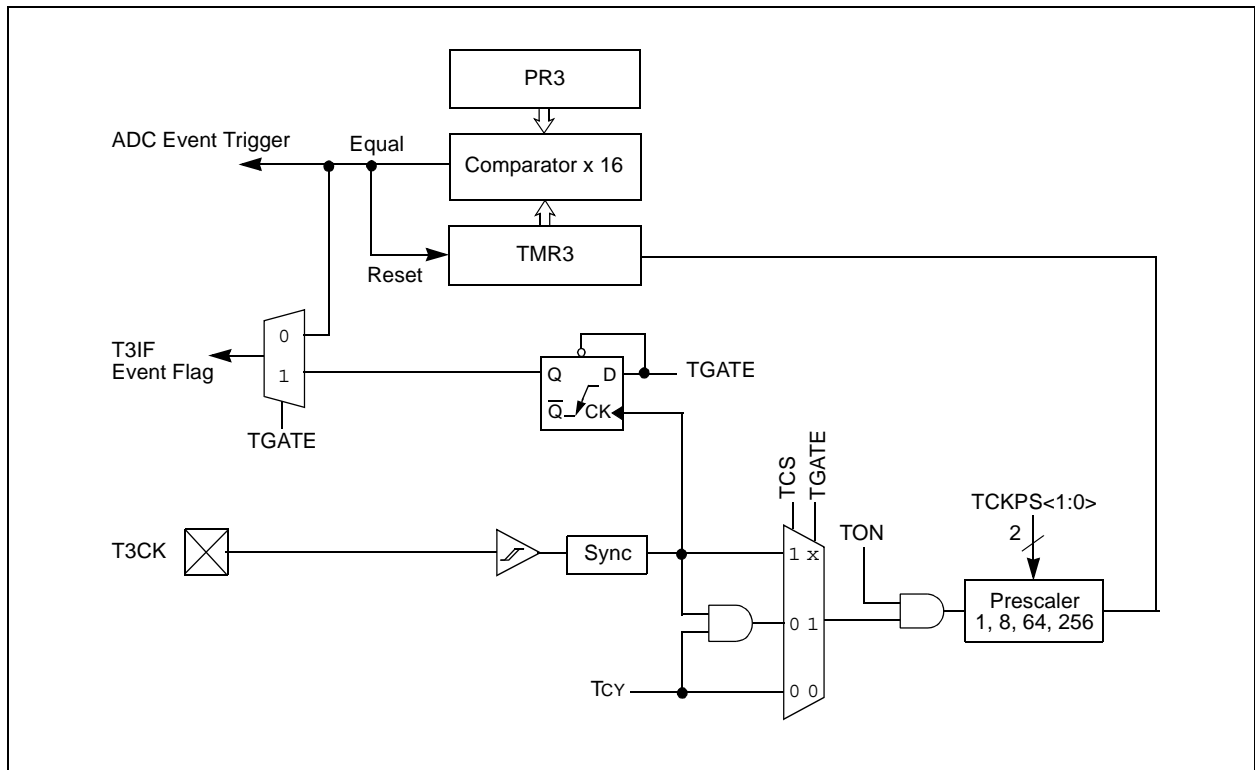 PR3
ADC Event Trigger
Equal
Comparator x 16
TMR3
Reset
0
T3IF
Event Flag
1
TGATE
Q
D
TGATE
Q̅
CK
TCS
TGATE
TCKPS<1:0>
2
T3CK
Sync
1 x
TON
Prescaler
1, 8, 64, 256
0 1
TCY
0 0